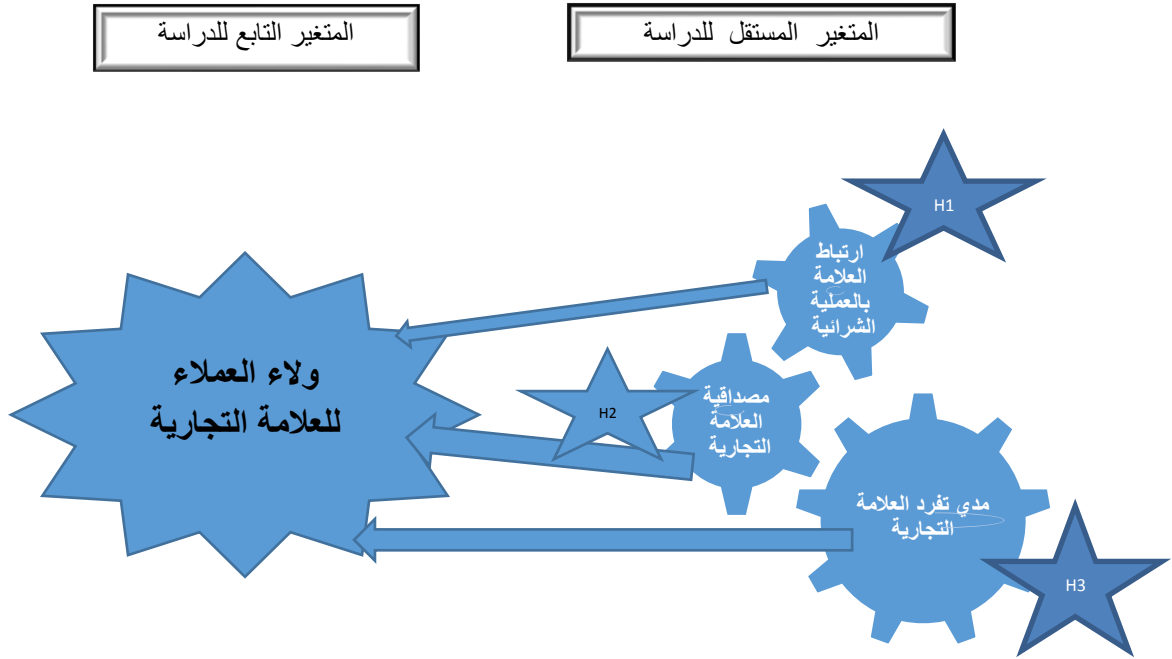 المتغير المستقل للدراسة
المتغير التابع للدراسة
H1
ارتباط
العلامة
بالعملية
الشرائية
ولاء العملاء
للعلامة التجارية
H2
مصداقية
العلامة
التجارية
مدي تفرد العلامة
التجارية
H3